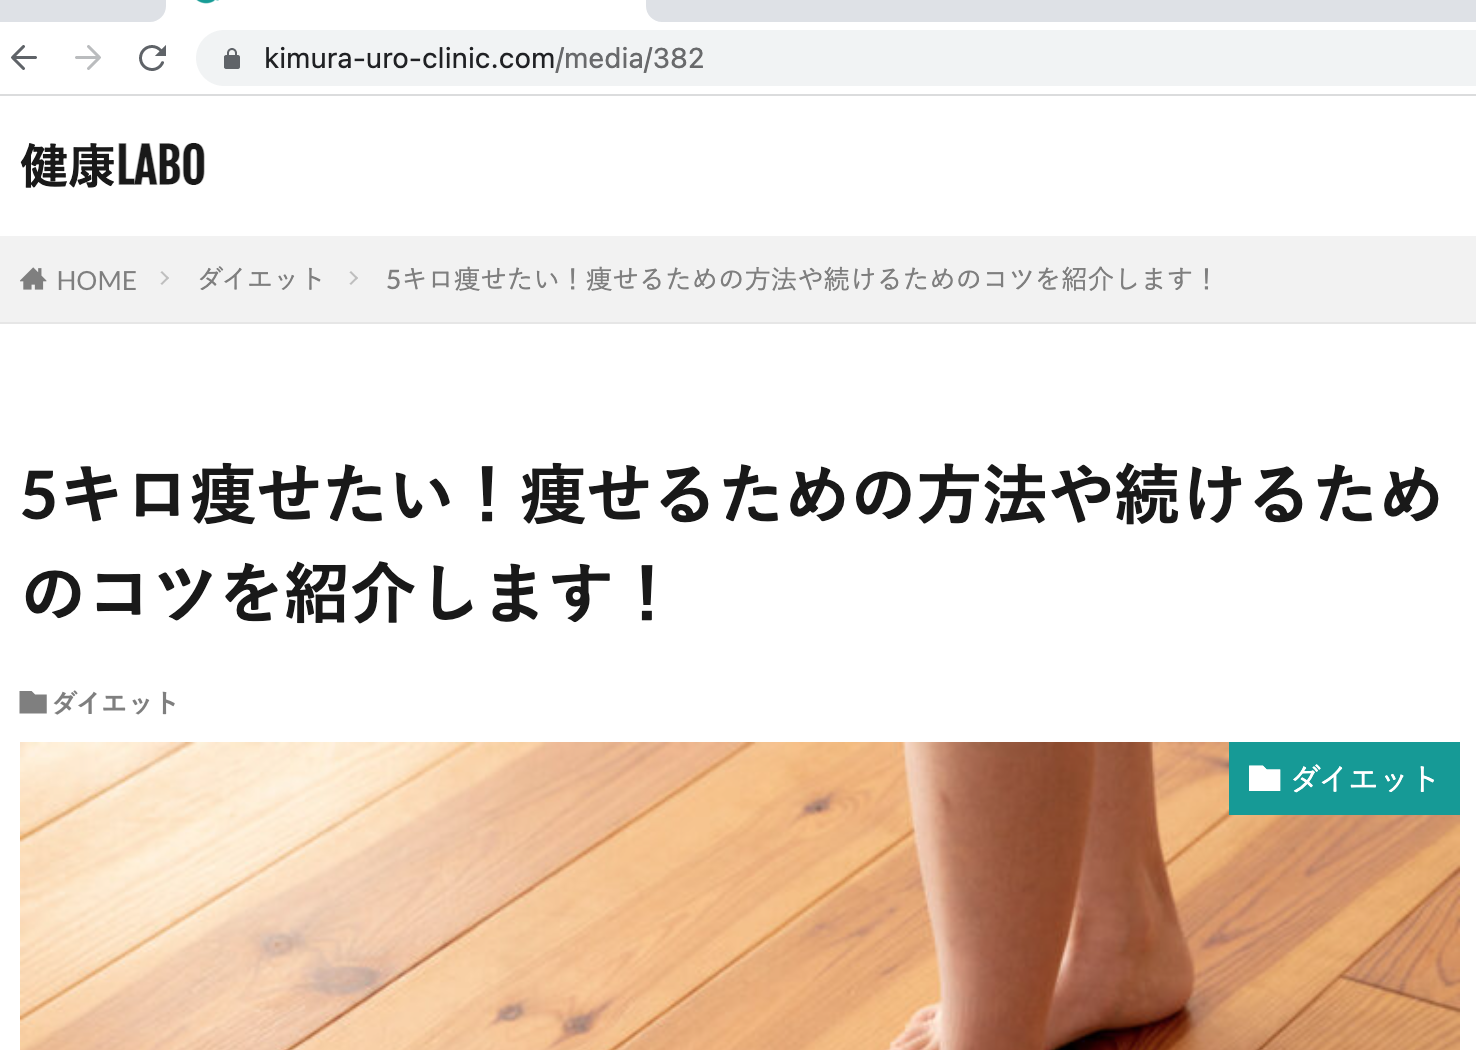 kimura-uro-clinic.com/media/382
健康LABO
HOME ダイエット 5キロ痩せたい！痩せるための方法や続けるためのコツを紹介します！
5キロ痩せたい！痩せるための方法や続けるため
のコツを紹介します！
ダイエット
ダイエット